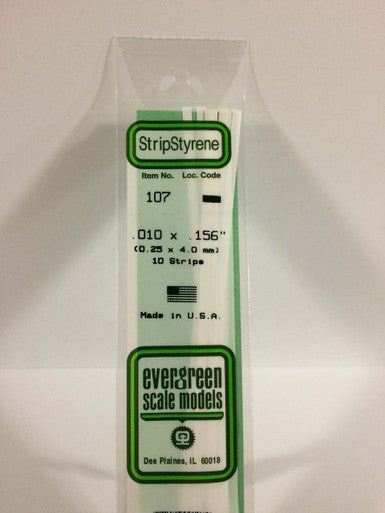 StripStyrene
Item No. Loc. Code
107
.010 x .156"
(0.25 x 4.0 mm)
10 Strips
Made in U.S.A.
evergreen
scale models
Des Plaines, IL 60018